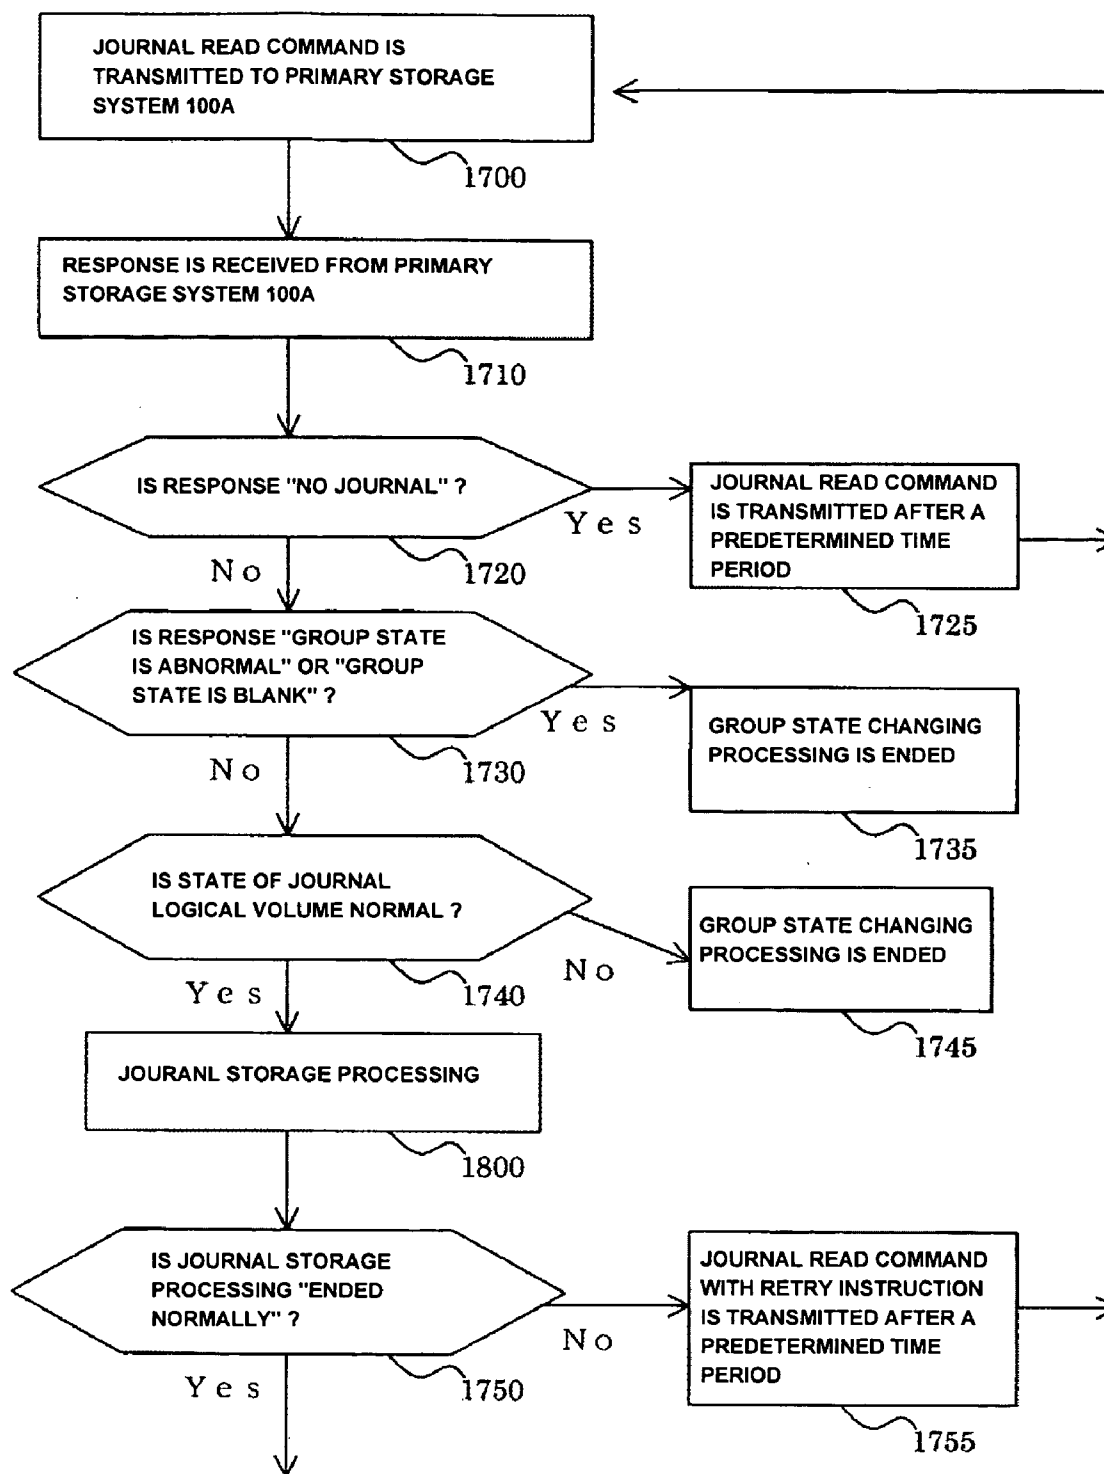 JOURNAL READ COMMAND IS
TRANSMITTED TO PRIMARY STORAGE
SYSTEM 100A
1700
RESPONSE IS RECEIVED FROM PRIMARY
STORAGE SYSTEM 100A
1710
IS RESPONSE "NO JOURNAL" ?
Yes
No
1720
JOURNAL READ COMMAND
IS TRANSMITTED AFTER A
PREDETERMINED TIME
PERIOD
1725
IS RESPONSE "GROUP STATE
IS ABNORMAL" OR "GROUP
STATE IS BLANK" ?
Yes
No
1730
GROUP STATE CHANGING
PROCESSING IS ENDED
1735
IS STATE OF JOURNAL
LOGICAL VOLUME NORMAL ?
No
Yes
1740
GROUP STATE CHANGING
PROCESSING IS ENDED
1745
JOURANL STORAGE PROCESSING
1800
IS JOURNAL STORAGE
PROCESSING "ENDED
NORMALLY" ?
No
Yes
1750
JOURNAL READ COMMAND
WITH RETRY INSTRUCTION
IS TRANSMITTED AFTER A
PREDETERMINED TIME
PERIOD
1755